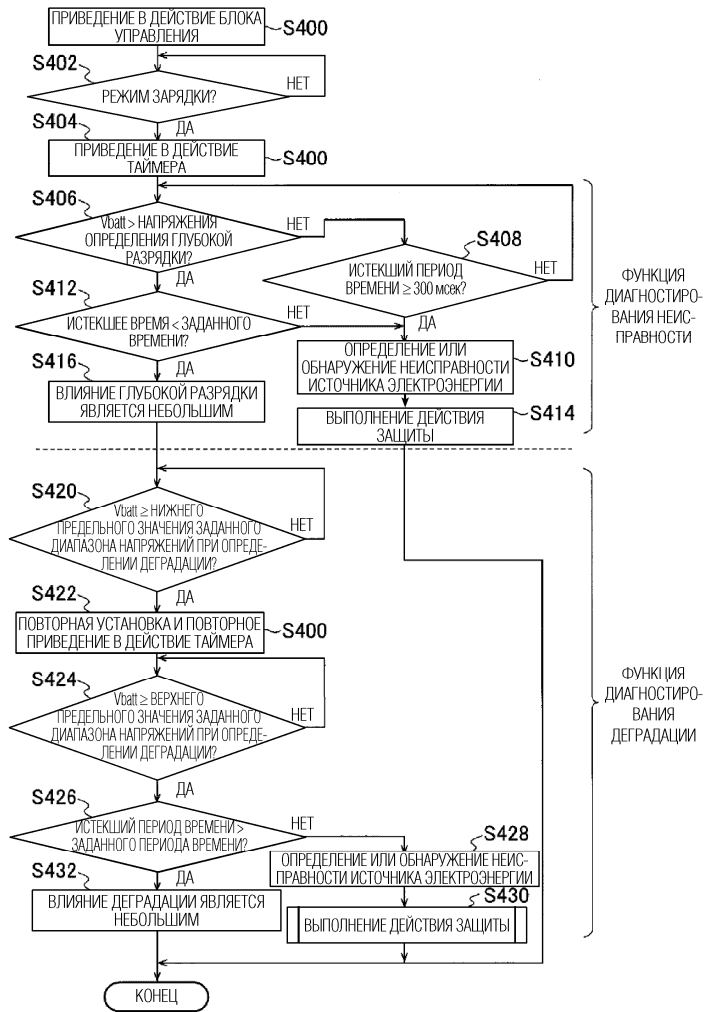 ПРИВЕДЕНИЕ В ДЕЙСТВИЕ БЛОКА
УПРАВЛЕНИЯ
S400
S402
РЕЖИМ ЗАРЯДКИ?
НЕТ
ДА
S404
ПРИВЕДЕНИЕ В ДЕЙСТВИЕ
ТАЙМЕРА
S400
S406
Vbatt > НАПРЯЖЕНИЯ
ОПРЕДЕЛЕНИЯ ГЛУБОКОЙ
РАЗРЯДКИ?
НЕТ
ДА
S408
ИСТЕКШИЙ ПЕРИОД
ВРЕМЕНИ ≥ 300 мсек?
НЕТ
ДА
S412
ИСТЕКШЕЕ ВРЕМЯ < ЗАДАННОГО
ВРЕМЕНИ?
НЕТ
ДА
S410
ОПРЕДЕЛЕНИЕ ИЛИ
ОБНАРУЖЕНИЕ НЕИСПРАВНОСТИ
ИСТОЧНИКА ЭЛЕКТРОЭНЕРГИИ
S416
ВЛИЯНИЕ ГЛУБОКОЙ РАЗРЯДКИ
ЯВЛЯЕТСЯ НЕБОЛЬШИМ
S414
ВЫПОЛНЕНИЕ ДЕЙСТВИЯ
ЗАЩИТЫ
ФУНКЦИЯ
ДИАГНОСТИРО-
ВАНИЯ НЕИС-
ПРАВНОСТИ
S420
Vbatt ≥ НИЖНЕГО
ПРЕДЕЛЬНОГО ЗНАЧЕНИЯ ЗАДАННОГО
ДИАПАЗОНА НАПРЯЖЕНИЙ ПРИ ОПРЕДЕ-
ЛЕНИИ ДЕГРАДАЦИИ?
НЕТ
ДА
S422
ПОВТОРНАЯ УСТАНОВКА И ПОВТОРНОЕ
ПРИВЕДЕНИЕ В ДЕЙСТВИЕ ТАЙМЕРА
S400
S424
Vbatt ≥ ВЕРХНЕГО
ПРЕДЕЛЬНОГО ЗНАЧЕНИЯ ЗАДАННОГО
ДИАПАЗОНА НАПРЯЖЕНИЙ ПРИ ОПРЕДЕ-
ЛЕНИИ ДЕГРАДАЦИИ?
НЕТ
ДА
ФУНКЦИЯ
ДИАГНОСТИРО-
ВАНИЯ
ДЕГРАДАЦИИ
S426
ИСТЕКШИЙ ПЕРИОД ВРЕМЕНИ >
ЗАДАННОГО ПЕРИОДА ВРЕМЕНИ?
НЕТ
ДА
S428
ОПРЕДЕЛЕНИЕ ИЛИ ОБНАРУЖЕНИЕ НЕИС-
ПРАВНОСТИ ИСТОЧНИКА ЭЛЕКТРОЭНЕРГИИ
S432
ВЛИЯНИЕ ДЕГРАДАЦИИ ЯВЛЯЕТСЯ
НЕБОЛЬШИМ
S430
ВЫПОЛНЕНИЕ ДЕЙСТВИЯ ЗАЩИТЫ
КОНЕЦ